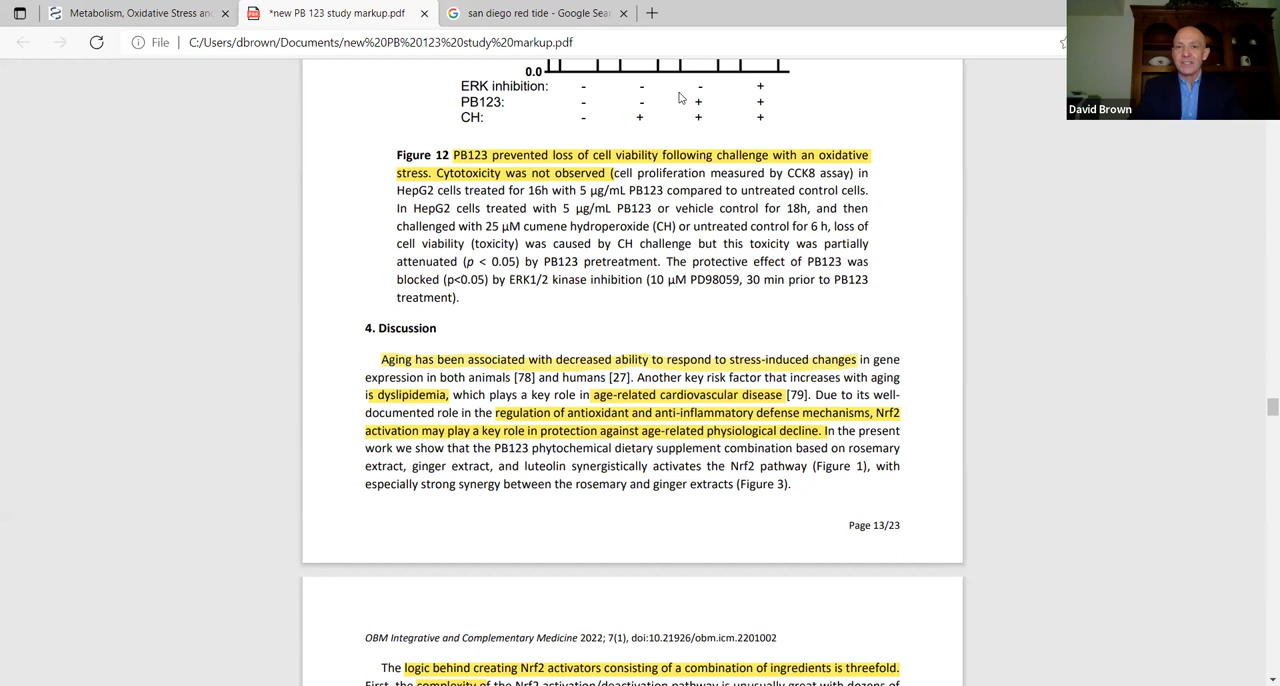 Metabolism, Oxidative Stress an
*new PB 123 study markup.pdf
san diego red tide - Google Sear
File
C:/Users/dbrown/Documents/new%20PB%20123%20study%20markup.pdf
David Brown
0.0
ERK inhibition: - - - +
PB123: - - + +
CH: - + + +
Figure 12 PB123 prevented loss of cell viability following challenge with an oxidative
stress. Cytotoxicity was not observed (cell proliferation measured by CCK8 assay) in
HepG2 cells treated for 16h with 5 µg/mL PB123 compared to untreated control cells.
In HepG2 cells treated with 5 µg/mL PB123 or vehicle control for 18h, and then
challenged with 25 µM cumene hydroperoxide (CH) or untreated control for 6 h, loss of
cell viability (toxicity) was caused by CH challenge but this toxicity was partially
attenuated (p < 0.05) by PB123 pretreatment. The protective effect of PB123 was
blocked (p<0.05) by ERK1/2 kinase inhibition (10 µM PD98059, 30 min prior to PB123
treatment).
4. Discussion
Aging has been associated with decreased ability to respond to stress-induced changes in gene
expression in both animals [78] and humans [27]. Another key risk factor that increases with aging
is dyslipidemia, which plays a key role in age-related cardiovascular disease [79]. Due to its well-
documented role in the regulation of antioxidant and anti-inflammatory defense mechanisms, Nrf2
activation may play a key role in protection against age-related physiological decline. In the present
work we show that the PB123 phytochemical dietary supplement combination based on rosemary
extract, ginger extract, and luteolin synergistically activates the Nrf2 pathway (Figure 1), with
especially strong synergy between the rosemary and ginger extracts (Figure 3).
Page 13/23
OBM Integrative and Complementary Medicine 2022; 7(1), doi:10.21926/obm.icm.2201002
The logic behind creating Nrf2 activators consisting of a combination of ingredients is threefold.
First, the complexity of the Nrf2 activation/deactivation pathway is unusually great with dozens of